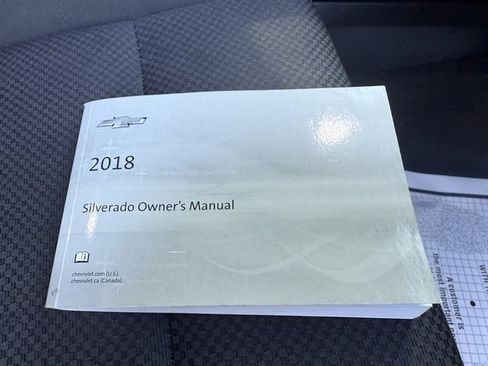 2018
Silverado Owner's Manual
chevrolet.com (U.S.)
chevrolet.ca (Canada)
A customer is
the most important